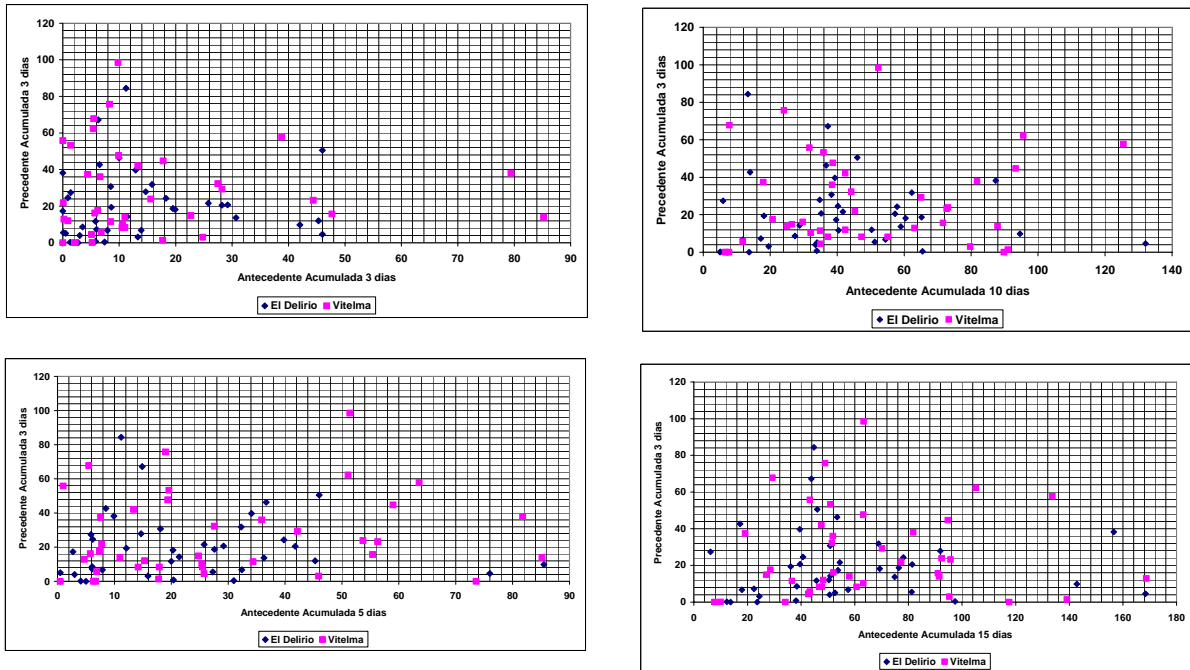 120
100
80
60
40
20
0
Precedente Acumulada 3 dias
0 10 20 30 40 50 60 70 80 90
Antecedente Acumulada 3 dias
El Delirio Vitelma
120
100
80
60
40
20
0
Precedente Acumulada 3 dias
0 20 40 60 80 100 120 140
Antecedente Acumulada 10 dias
El Delirio Vitelma
120
100
80
60
40
20
0
Precedente Acumulada 3 dias
0 10 20 30 40 50 60 70 80 90
Antecedente Acumulada 5 dias
El Delirio Vitelma
120
100
80
60
40
20
0
Precedente Acumulada 3 dias
0 20 40 60 80 100 120 140 160 180
Antecedente Acumulada 15 dias
El Delirio Vitelma